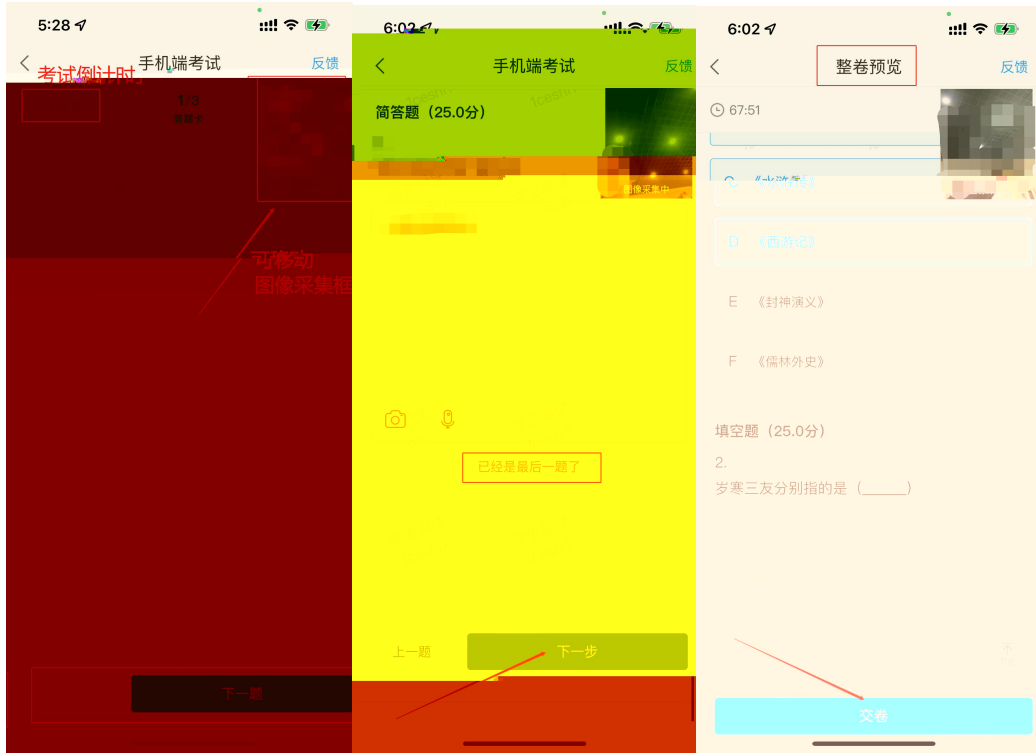 5:28
手机端考试
反馈
考试倒计时
1/3
可移动
图像采集框
下一题
6:02
手机端考试
反馈
简答题（25.0分）
图像采集中
已经是最后一题了
上一题
下一步
6:02
整卷预览
反馈
67:51
C
D 《西游记》
E 《封神演义》
F 《儒林外史》
填空题（25.0分）
2.
岁寒三友分别指的是（______）
交卷